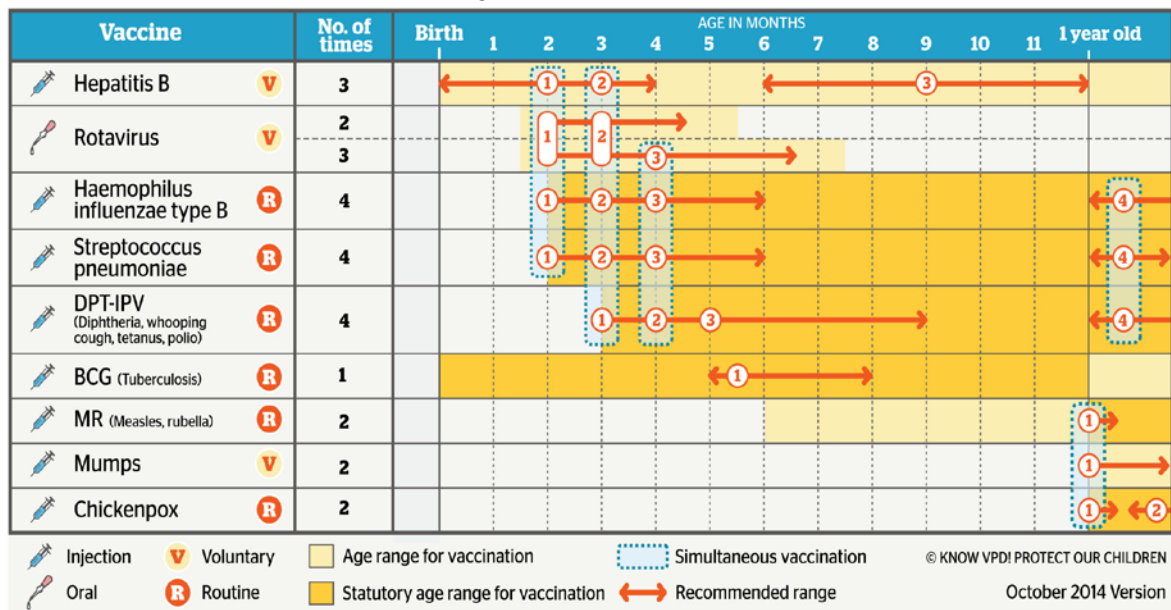 Vaccine No. of times Birth AGE IN MONTHS 1 2 3 4 5 6 7 8 9 10 11 1 year old
Hepatitis B V 3 1 2 3
Rotavirus V 2 3 1 2 3
Haemophilus
influenzae type B R 4 1 2 3 4
Streptococcus
pneumoniae R 4 1 2 3 4
DPT-IPV
(Diphtheria, whooping
cough, tetanus, polio) R 4 1 2 3 4
BCG (Tuberculosis) R 1 1
MR (Measles, rubella) R 2 1
Mumps V 2 1
Chickenpox R 2 1 2
Injection V Voluntary Age range for vaccination Simultaneous vaccination © KNOW VPD! PROTECT OUR CHILDREN
Oral R Routine Statutory age range for vaccination Recommended range October 2014 Version